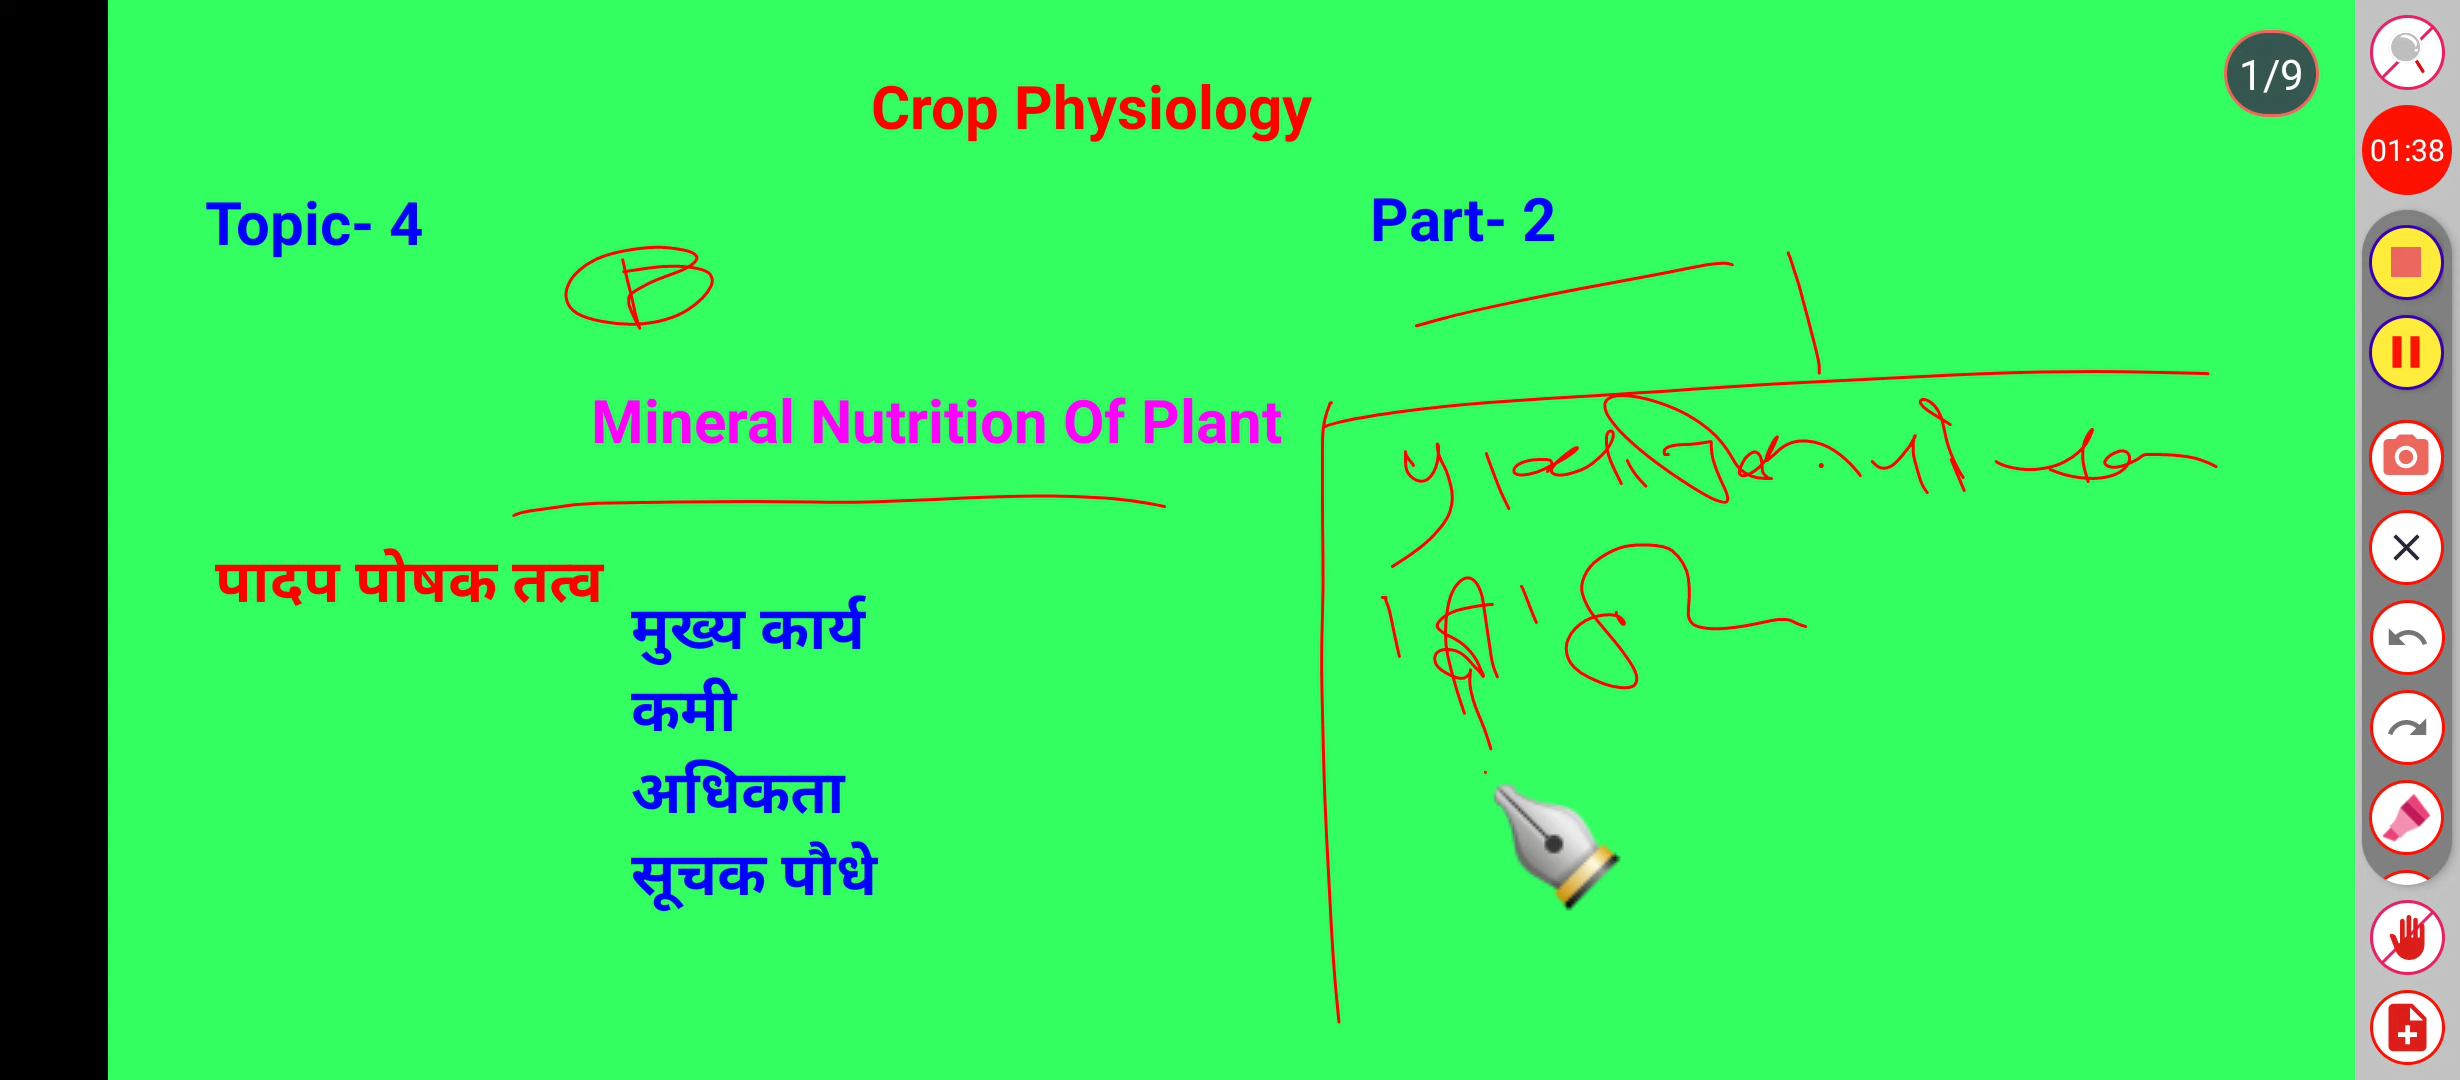 Crop Physiology
1/9
01:38
Topic- 4
Part- 2
Mineral Nutrition Of Plant
पादप पोषक तत्व
मुख्य कार्य
कमी
अधिकता
सूचक पौधे